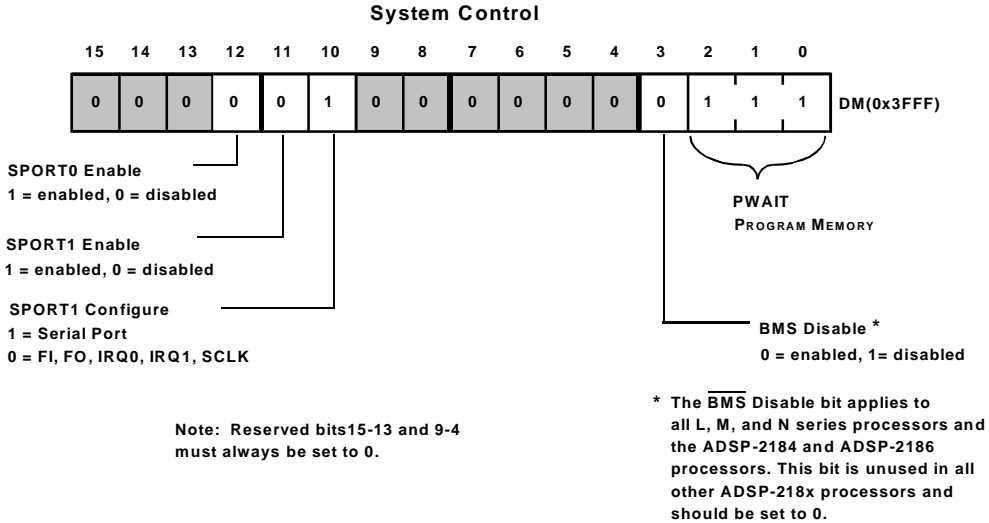 System Control
15 14 13 12 11 10 9 8 7 6 5 4 3 2 1 0
0 0 0 0 0 1 0 0 0 0 0 0 0 1 1 1 DM(0x3FFF)
SPORT0 Enable
1 = enabled, 0 = disabled
SPORT1 Enable
1 = enabled, 0 = disabled
SPORT1 Configure
1 = Serial Port
0 = FI, FO, IRQ0, IRQ1, SCLK
PWAIT
PROGRAM MEMORY
BMS Disable *
0 = enabled, 1= disabled
Note: Reserved bits15-13 and 9-4
must always be set to 0.
* The BMS Disable bit applies to
all L, M, and N series processors and
the ADSP-2184 and ADSP-2186
processors. This bit is unused in all
other ADSP-218x processors and
should be set to 0.